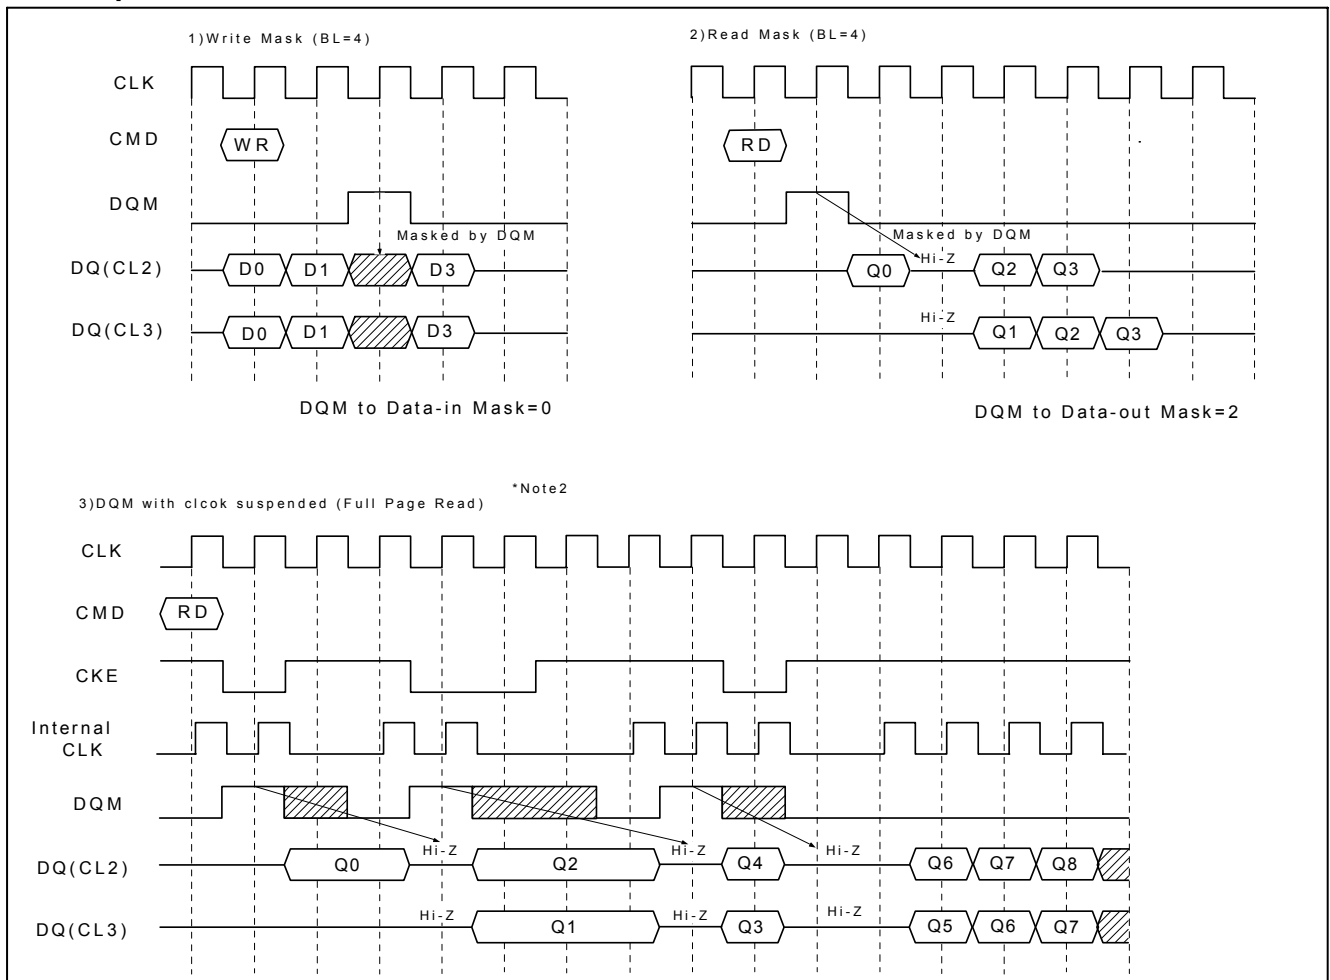 1)Write Mask (BL=4)
2)Read Mask (BL=4)
CLK
CMD
WR
RD
DQM
Masked by DQM
Masked by DQM
DQ(CL2)
D0 D1 D3
Q0 Hi-Z Q2 Q3
DQ(CL3)
D0 D1 D3
Hi-Z Q1 Q2 Q3
DQM to Data-in Mask=0
DQM to Data-out Mask=2
3)DQM with clcok suspended (Full Page Read) *Note2
CLK
CMD
RD
CKE
Internal
CLK
DQM
DQ(CL2)
Q0 Hi-Z Q2 Hi-Z Q4 Hi-Z Q6 Q7 Q8
DQ(CL3)
Hi-Z Q1 Hi-Z Q3 Hi-Z Q5 Q6 Q7